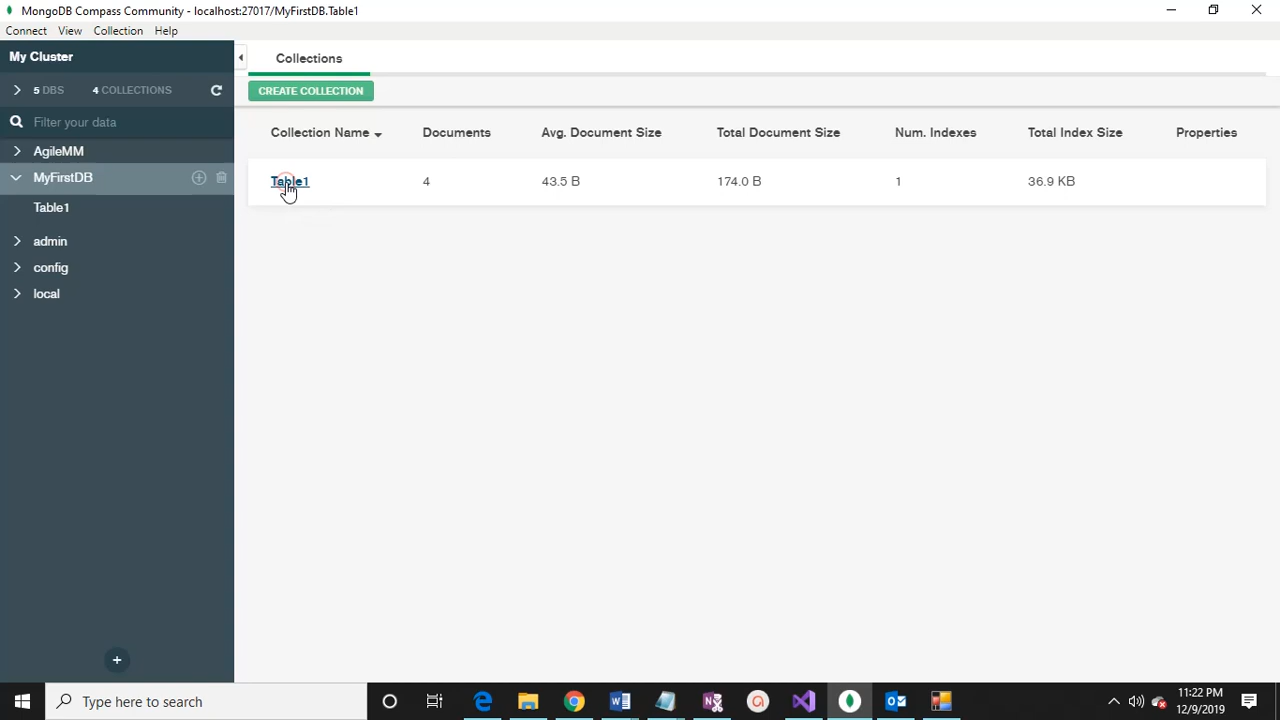 MongoDB Compass Community - localhost:27017/MyFirstDB.Table1
Connect View Collection Help
My Cluster
Collections
5 DBS 4 COLLECTIONS
CREATE COLLECTION
Filter your data
Collection Name Documents Avg. Document Size Total Document Size Num. Indexes Total Index Size Properties
AgileMM
MyFirstDB
Table1 4 43.5 B 174.0 B 1 36.9 KB
Table1
admin
config
local
Type here to search
11:22 PM
12/9/2019